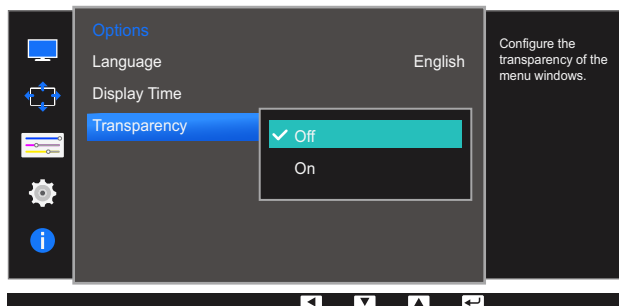 Options
Language English
Display Time
Transparency
Off
On
Configure the
transparency of the
menu windows.